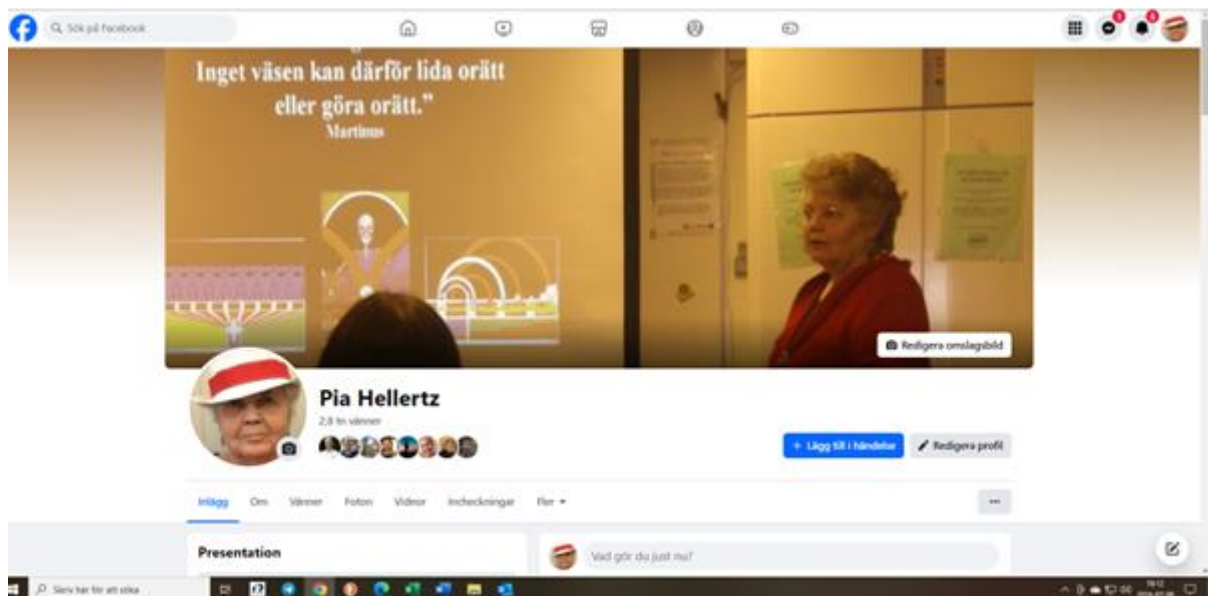 Sök på Facebook
Inget väsen kan därför lida orätt
eller göra orätt.”
Martinus
Redigera omslagsbild
Pia Hellertz
2,8 tn vänner
+ Lägg till i händelser
Redigera profil
Inlägg Om Vänner Foton Videor Incheckningar Fler
Presentation
Vad gör du just nu?
Skriv här för att söka